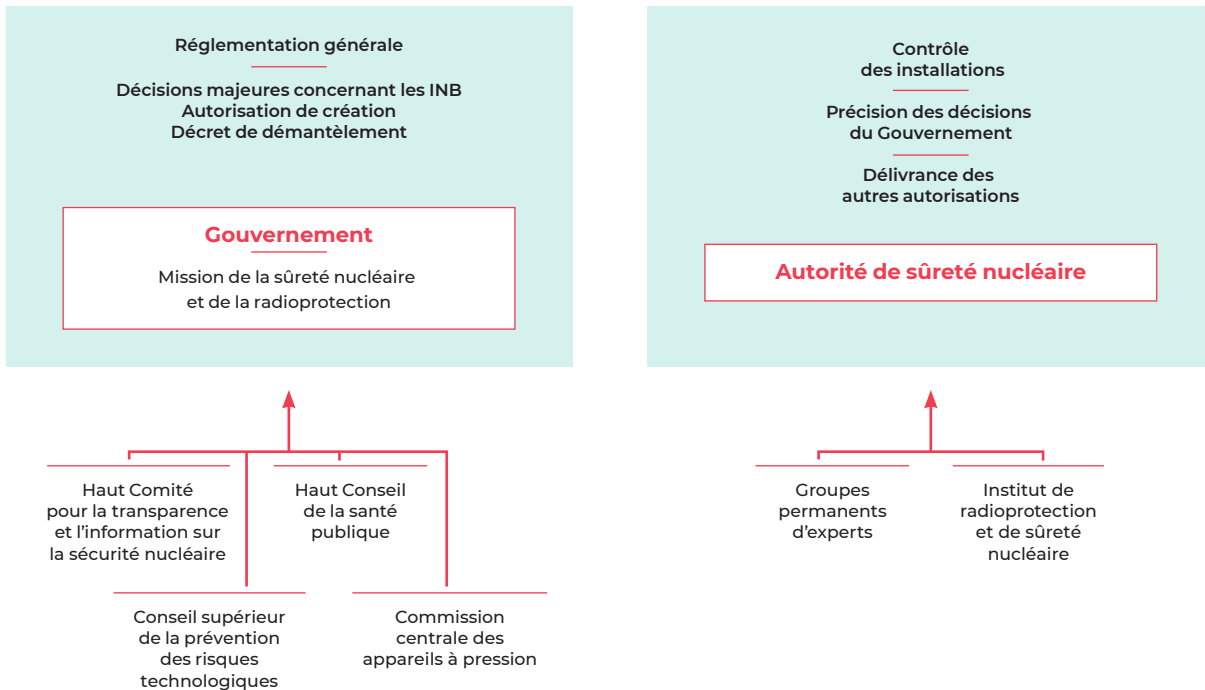 Réglementation générale
Décisions majeures concernant les INB
Autorisation de création
Décret de démantèlement
Gouvernement
Mission de la sûreté nucléaire
et de la radioprotection
Contrôle
des installations
Précision des décisions
du Gouvernement
Délivrance des
autres autorisations
Autorité de sûreté nucléaire
Haut Comité
pour la transparence
et l’information sur
la sécurité nucléaire
Haut Conseil
de la santé
publique
Conseil supérieur
de la prévention
des risques
technologiques
Commission
centrale des
appareils à pression
Groupes
permanents
d’experts
Institut de
radioprotection
et de sûreté
nucléaire